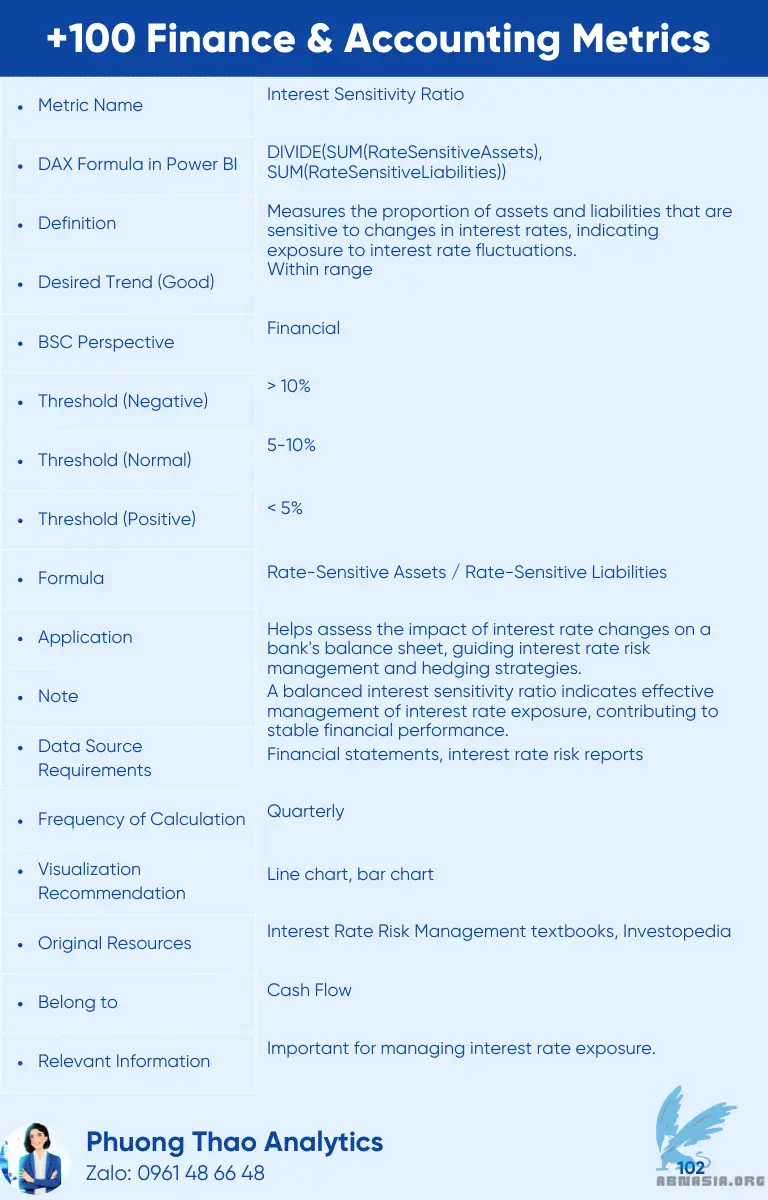 +100 Finance & Accounting Metrics
• Metric Name
Interest Sensitivity Ratio
• DAX Formula in Power BI
DIVIDE(SUM(RateSensitiveAssets),
SUM(RateSensitiveLiabilities))
• Definition
Measures the proportion of assets and liabilities that are
sensitive to changes in interest rates, indicating
exposure to interest rate fluctuations.
• Desired Trend (Good)
Within range
• BSC Perspective
Financial
• Threshold (Negative)
> 10%
• Threshold (Normal)
5-10%
• Threshold (Positive)
< 5%
• Formula
Rate-Sensitive Assets / Rate-Sensitive Liabilities
• Application
Helps assess the impact of interest rate changes on a
bank's balance sheet, guiding interest rate risk
management and hedging strategies.
• Note
A balanced interest sensitivity ratio indicates effective
management of interest rate exposure, contributing to
stable financial performance.
• Data Source
Requirements
Financial statements, interest rate risk reports
• Frequency of Calculation
Quarterly
• Visualization
Recommendation
Line chart, bar chart
• Original Resources
Interest Rate Risk Management textbooks, Investopedia
• Belong to
Cash Flow
• Relevant Information
Important for managing interest rate exposure.
Phuong Thao Analytics
Zalo: 0961 48 66 48
102
ABNASIA.ORG